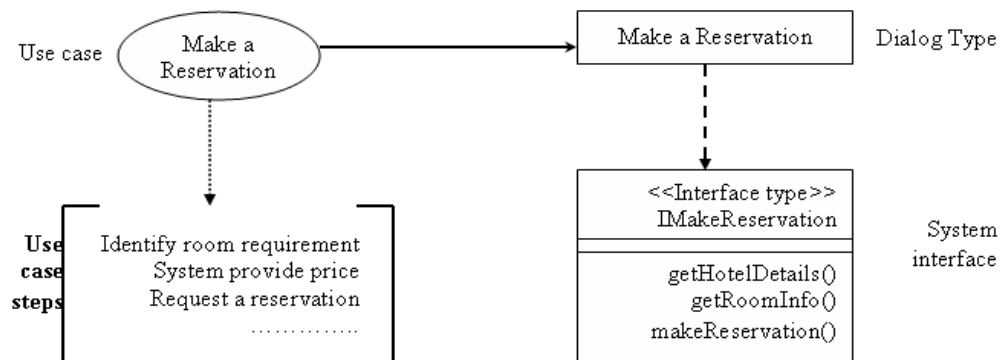 Use case
Make a
Reservation
Make a Reservation
Dialog Type
Use
case
steps
Identify room requirement
System provide price
Request a reservation
…………..
<<Interface type>>
IMakeReservation
getHotelDetails()
getRoomInfo()
makeReservation()
System
interface